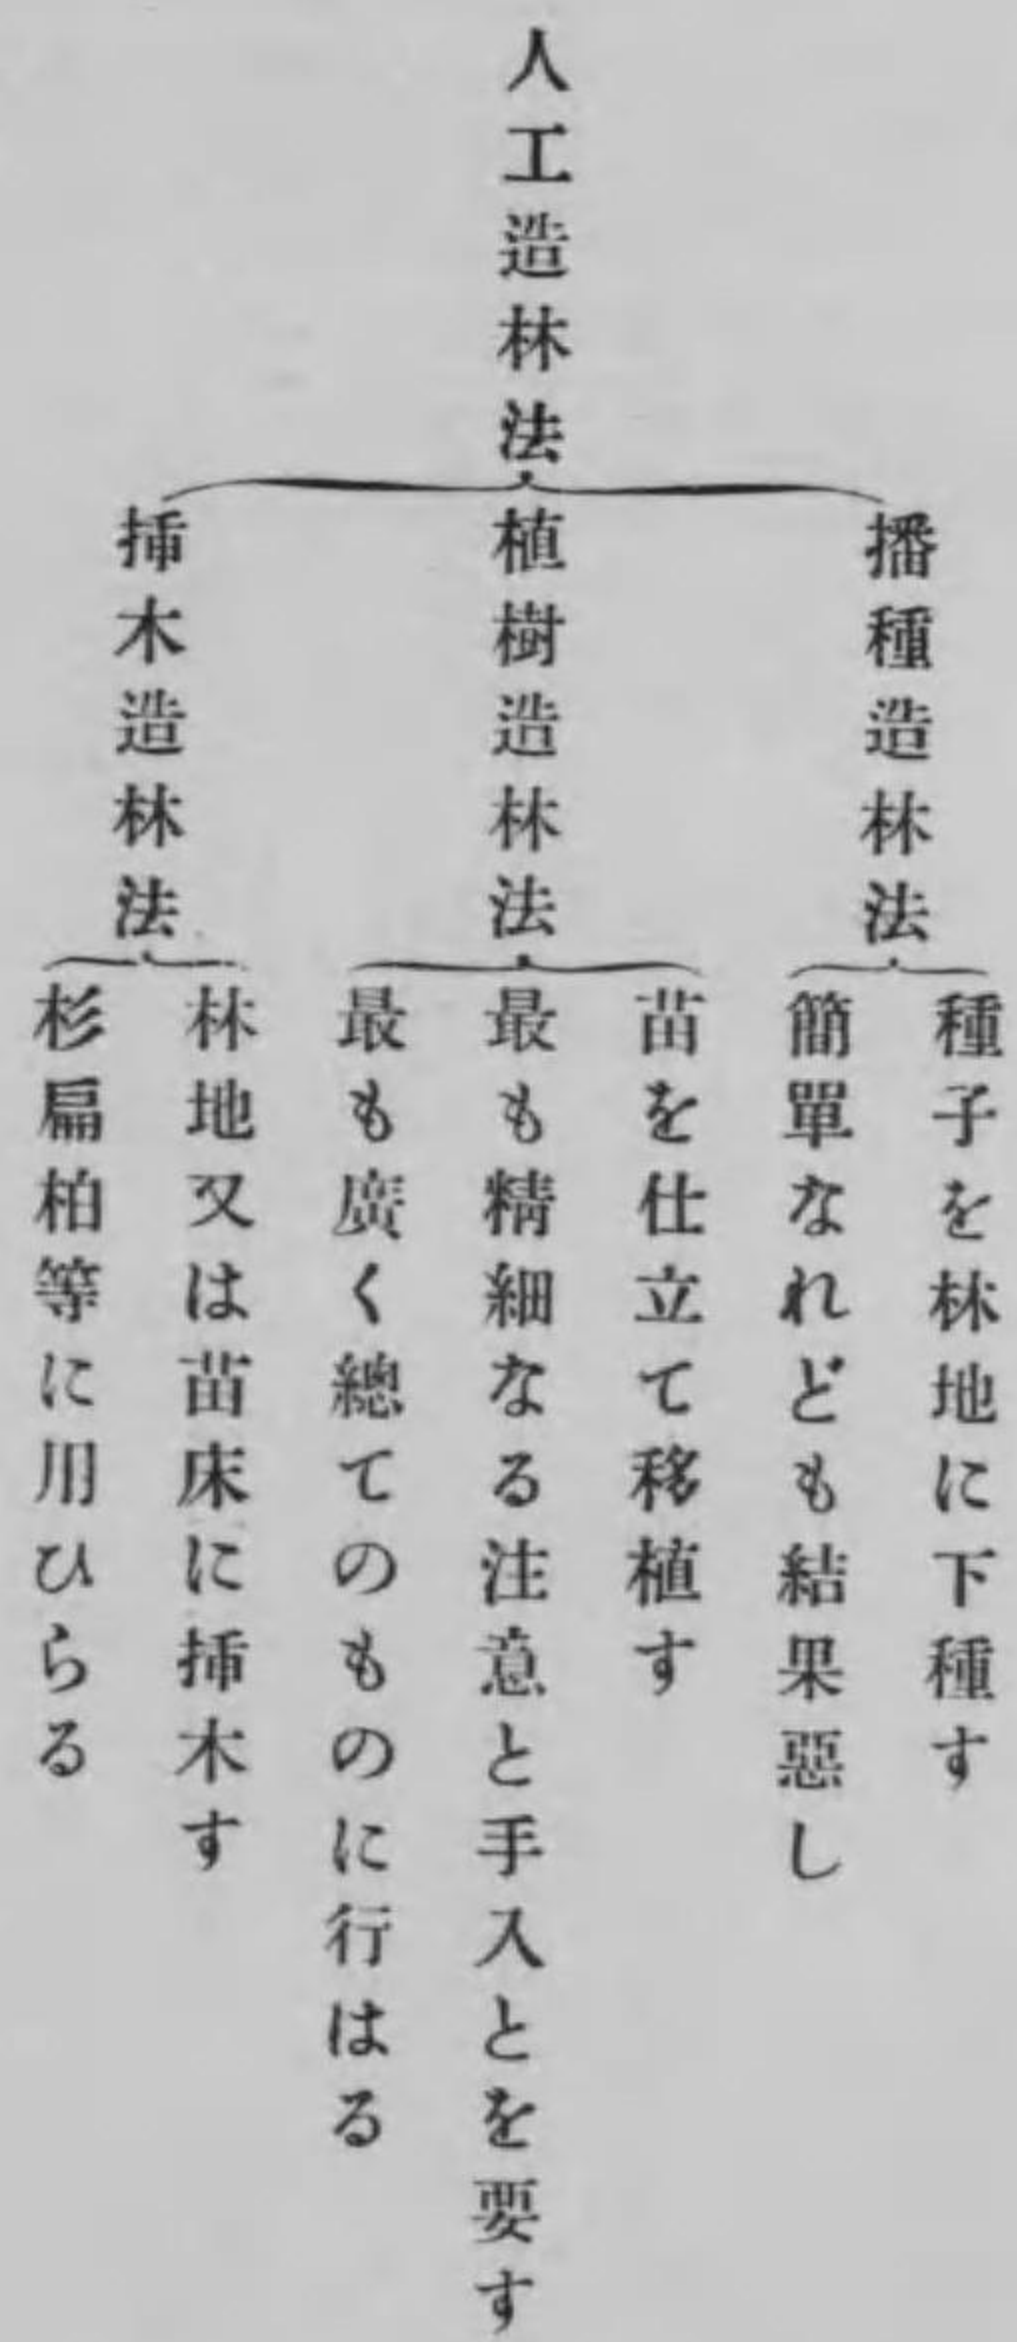 人工造林法
播種造林法
種子を林地に下種す
簡單なれども結果惡し
植樹造林法
苗を仕立て移植す
最も精細なる注意と手入とを要す
最も廣く總てのものに行はる
揷木造林法
林地又は苗床に揷木す
杉扁柏等に用ひらる